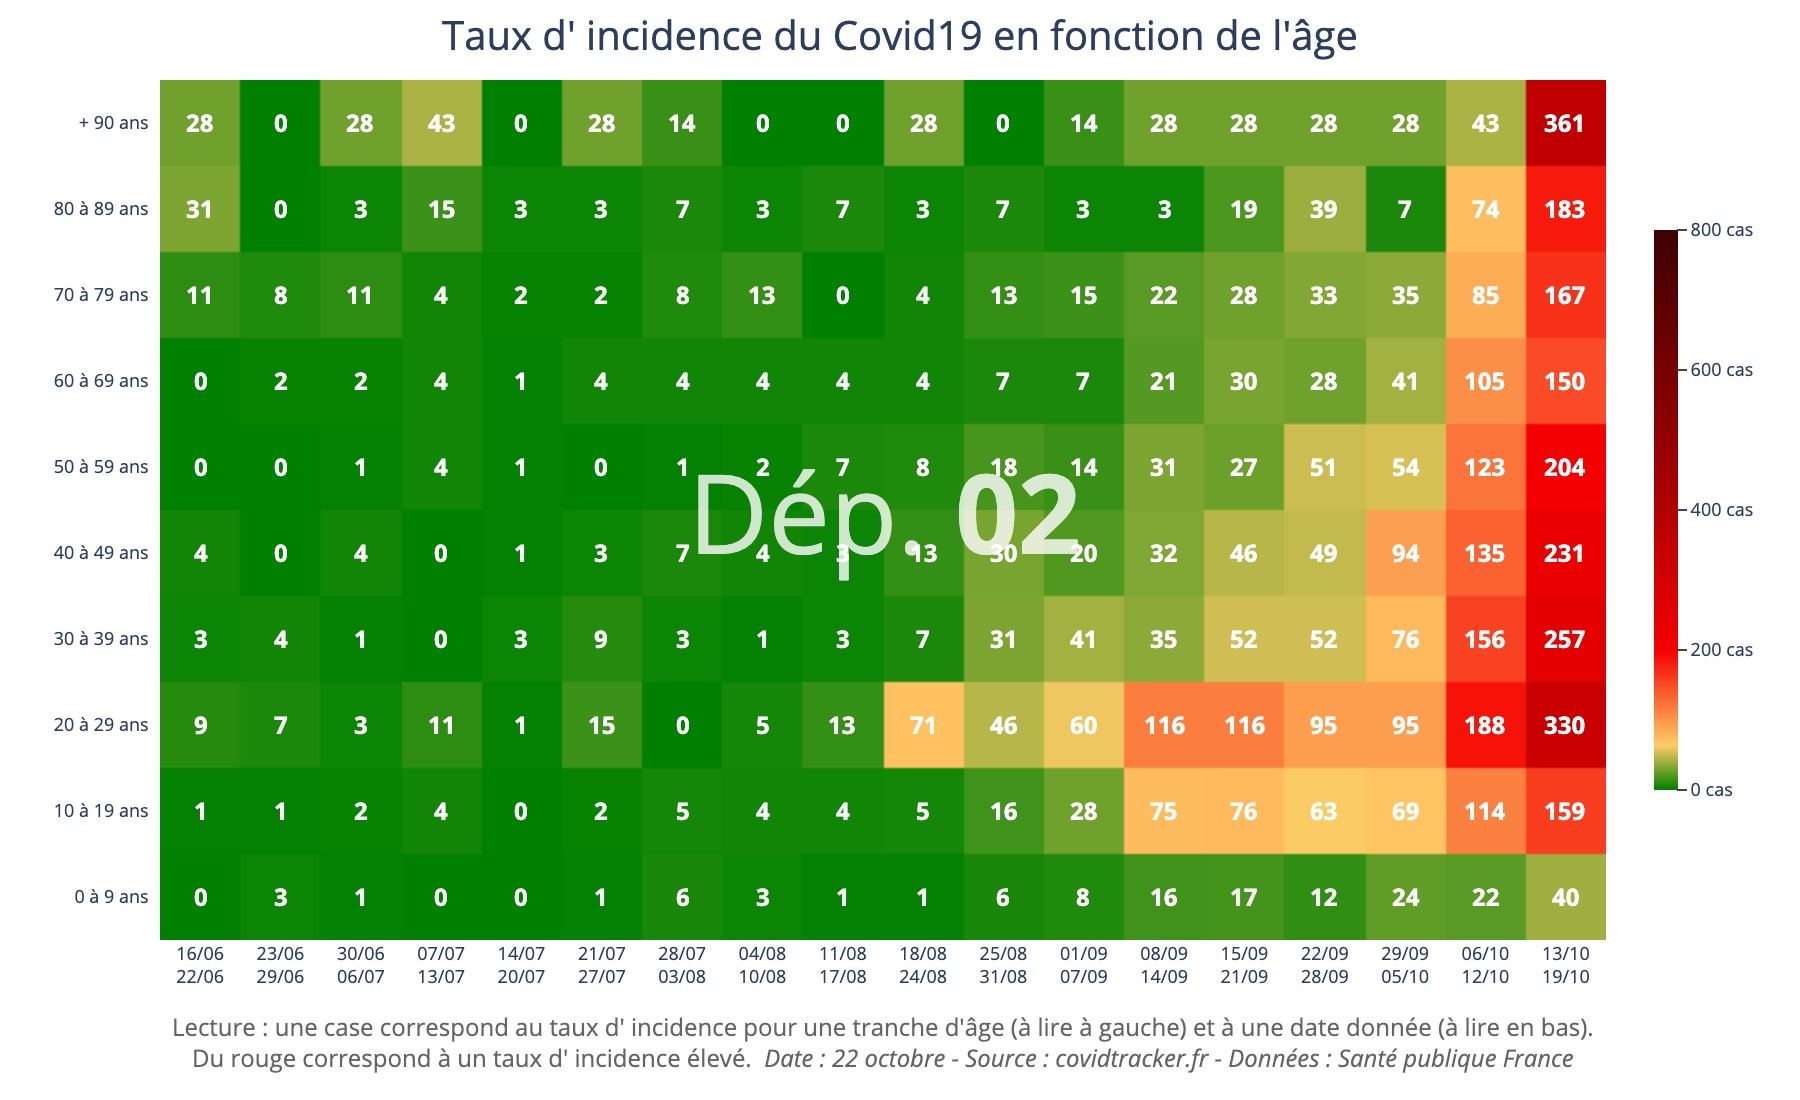 Taux d' incidence du Covid19 en fonction de l'âge
+ 90 ans 28 0 28 43 0 28 14 0 0 28 0 14 28 28 28 28 43 361
80 à 89 ans 31 0 3 15 3 3 7 3 7 3 7 3 3 19 39 7 74 183
70 à 79 ans 11 8 11 4 2 2 8 13 0 4 13 15 22 28 33 35 85 167
60 à 69 ans 0 2 2 4 1 4 4 4 4 4 7 7 21 30 28 41 105 150
50 à 59 ans 0 0 1 4 1 0 1 2 7 8 18 14 31 27 51 54 123 204
Dép. 02
40 à 49 ans 4 0 4 0 1 3 7 4 3 13 30 20 32 46 49 94 135 231
30 à 39 ans 3 4 1 0 3 9 3 1 3 7 31 41 35 52 52 76 156 257
20 à 29 ans 9 7 3 11 1 15 0 5 13 71 46 60 116 116 95 95 188 330
10 à 19 ans 1 1 2 4 0 2 5 4 4 5 16 28 75 76 63 69 114 159
0 à 9 ans 0 3 1 0 0 1 6 3 1 1 6 8 16 17 12 24 22 40
16/06 23/06 30/06 07/07 14/07 21/07 28/07 04/08 11/08 18/08 25/08 01/09 08/09 15/09 22/09 29/09 06/10 13/10
22/06 29/06 06/07 13/07 20/07 27/07 03/08 10/08 17/08 24/08 31/08 07/09 14/09 21/09 28/09 05/10 12/10 19/10
800 cas
600 cas
400 cas
200 cas
0 cas
Lecture : une case correspond au taux d' incidence pour une tranche d'âge (à lire à gauche) et à une date donnée (à lire en bas).
Du rouge correspond à un taux d' incidence élevé. Date : 22 octobre - Source : covidtracker.fr - Données : Santé publique France